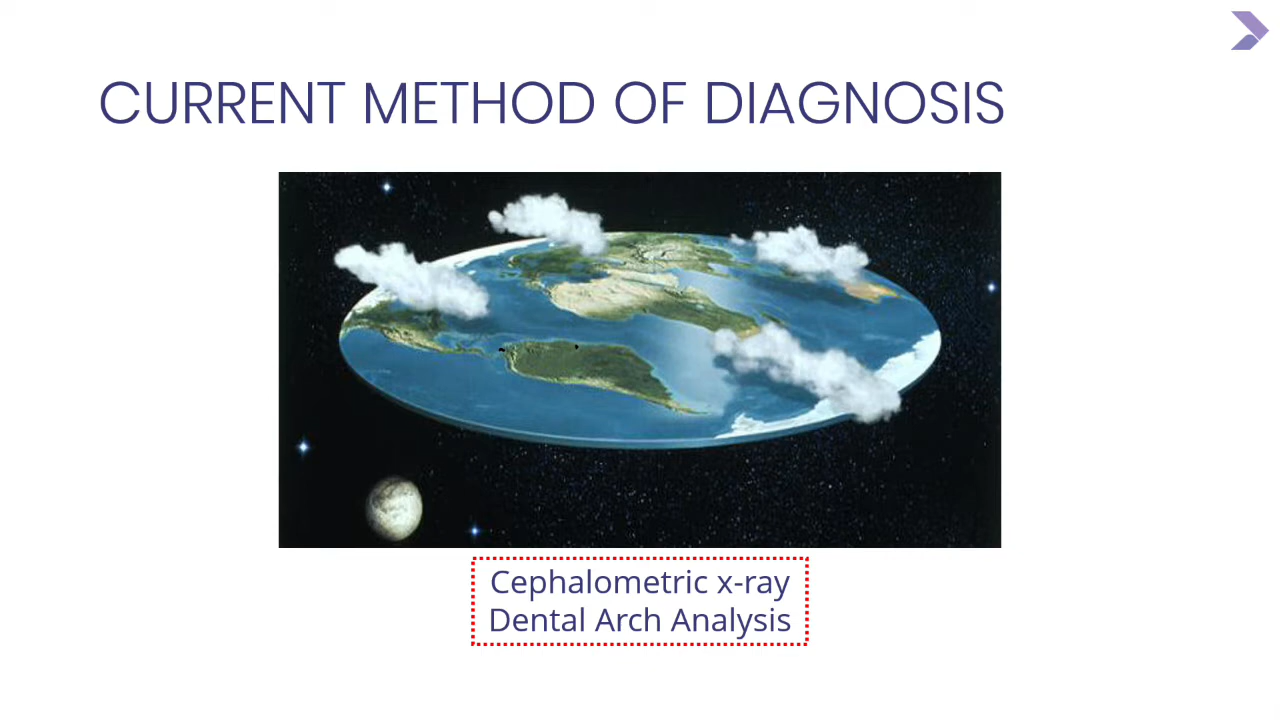 CURRENT METHOD OF DIAGNOSIS
Cephalometric x-ray
Dental Arch Analysis